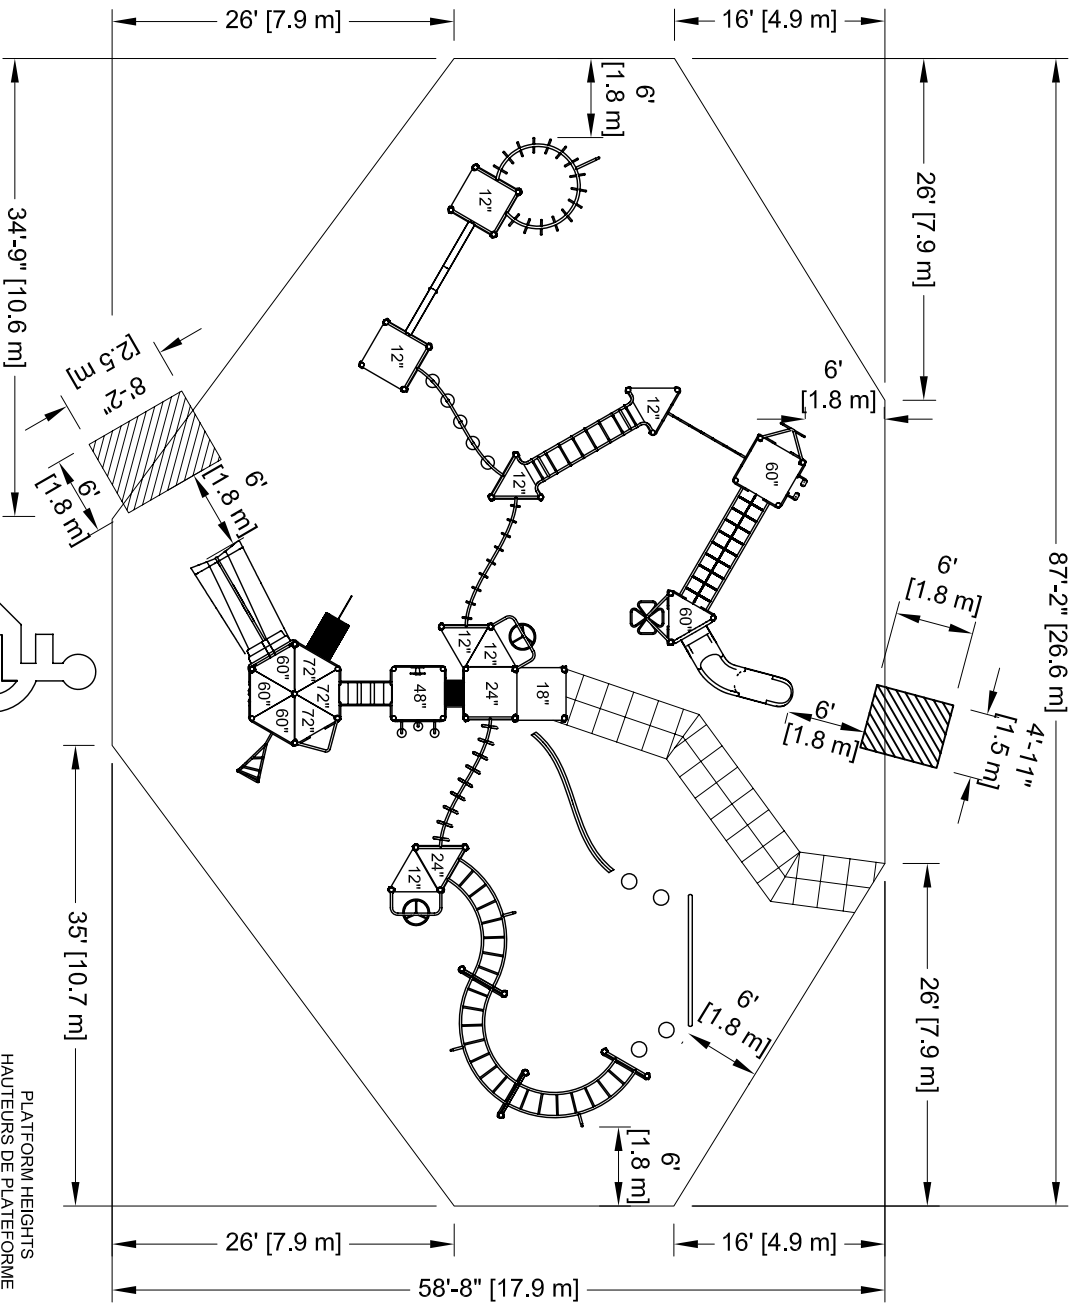 26' [7.9 m]
16' [4.9 m]
6'
[1.8 m]
26' [7.9 m]
34'-9" [10.6 m]
87'-2" [26.6 m]
12"
12"
12"
12"
6'
[1.8 m]
60"
60"
8'-2"
[2.5 m]
6'
[1.8 m]
6'
[1.8 m]
6'
[1.8 m]
6'
[1.8 m]
4'-11"
[1.5 m]
12"
12"
60"
72"
60"
72"
60"
72"
48"
24"
18"
24"
12"
35' [10.7 m]
26' [7.9 m]
6'
[1.8 m]
6'
[1.8 m]
26' [7.9 m]
16' [4.9 m]
58'-8" [17.9 m]
PLATFORM HEIGHTS
HAUTEURS DE PLATEFORME